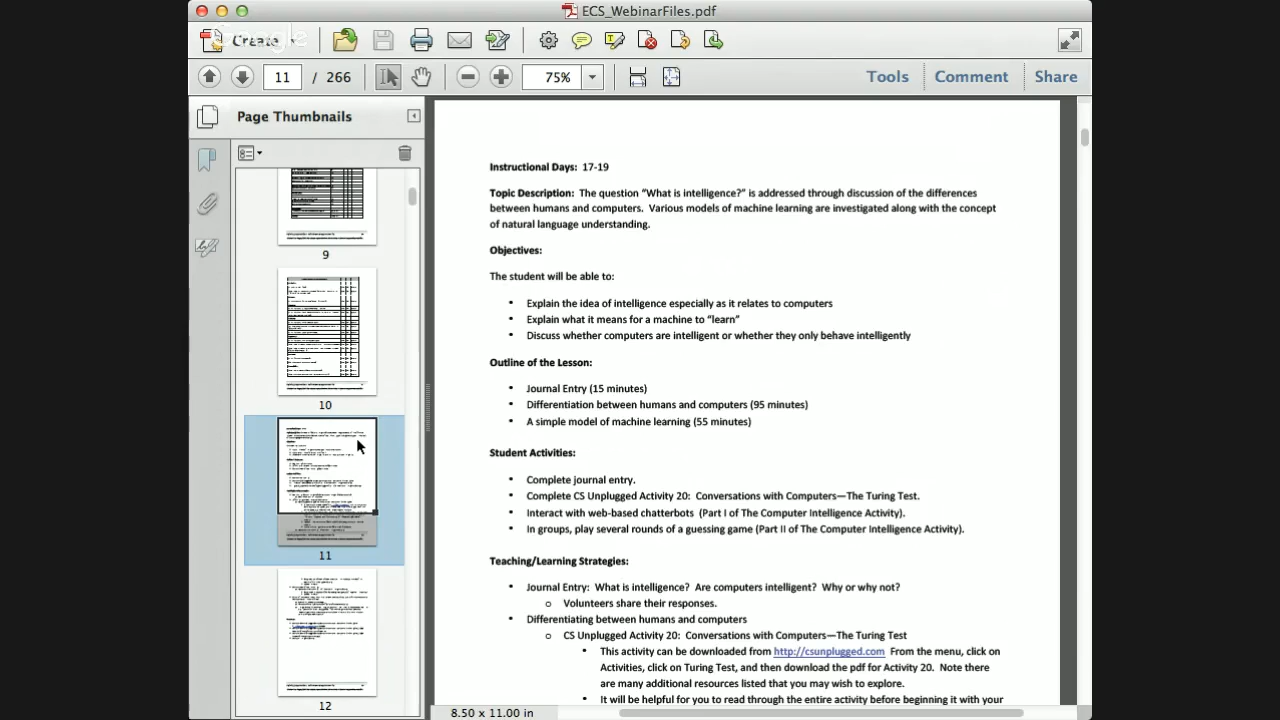 ECS_WebinarFiles.pdf
Create
Google
11 / 266
75%
Tools
Comment
Share
Page Thumbnails
9
10
11
12
Instructional Days: 17-19
Topic Description: The question “What is intelligence?” is addressed through discussion of the differences
between humans and computers. Various models of machine learning are investigated along with the concept
of natural language understanding.
Objectives:
The student will be able to:
• Explain the idea of intelligence especially as it relates to computers
• Explain what it means for a machine to “learn”
• Discuss whether computers are intelligent or whether they only behave intelligently
Outline of the Lesson:
• Journal Entry (15 minutes)
• Differentiation between humans and computers (95 minutes)
• A simple model of machine learning (55 minutes)
Student Activities:
• Complete journal entry.
• Complete CS Unplugged Activity 20: Conversations with Computers—The Turing Test.
• Interact with web-based chatterbots (Part I of The Computer Intelligence Activity).
• In groups, play several rounds of a guessing game (Part II of The Computer Intelligence Activity).
Teaching/Learning Strategies:
• Journal Entry: What is intelligence? Are computers intelligent? Why or why not?
o Volunteers share their responses.
• Differentiating between humans and computers
o CS Unplugged Activity 20: Conversations with Computers—The Turing Test
• This activity can be downloaded from http://csunplugged.com From the menu, click on
Activities, click on Turing Test, and then download the pdf for Activity 20. Note there
are many additional resources listed that you may wish to explore.
• It will be helpful for you to read through the entire activity before beginning it with your
8.50 x 11.00 in